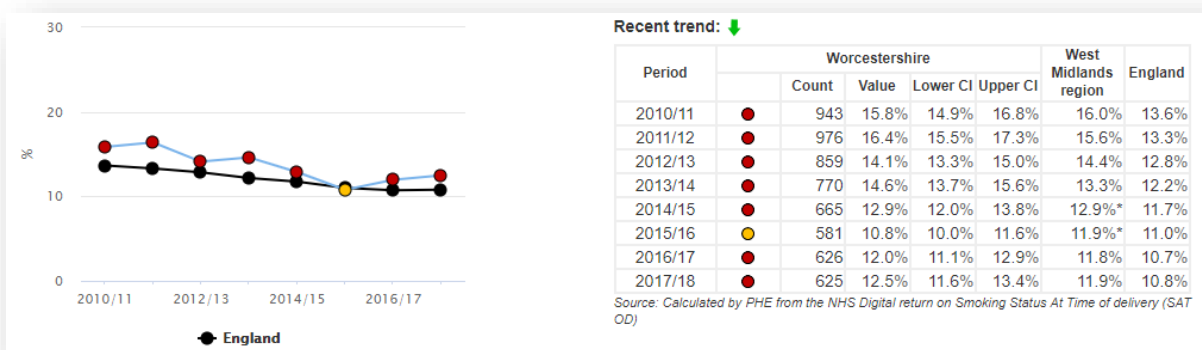 30
20
%
10
0
2010/11 2012/13 2014/15 2016/17
England
Recent trend:
Period Worcestershire West Midlands region England
Count Value Lower CI Upper CI
2010/11 943 15.8% 14.9% 16.8% 16.0% 13.6%
2011/12 976 16.4% 15.5% 17.3% 15.6% 13.3%
2012/13 859 14.1% 13.3% 15.0% 14.4% 12.8%
2013/14 770 14.6% 13.7% 15.6% 13.3% 12.2%
2014/15 665 12.9% 12.0% 13.8% 12.9%* 11.7%
2015/16 581 10.8% 10.0% 11.6% 11.9%* 11.0%
2016/17 626 12.0% 11.1% 12.9% 11.8% 10.7%
2017/18 625 12.5% 11.6% 13.4% 11.9% 10.8%
Source: Calculated by PHE from the NHS Digital return on Smoking Status At Time of delivery (SAT
OD)